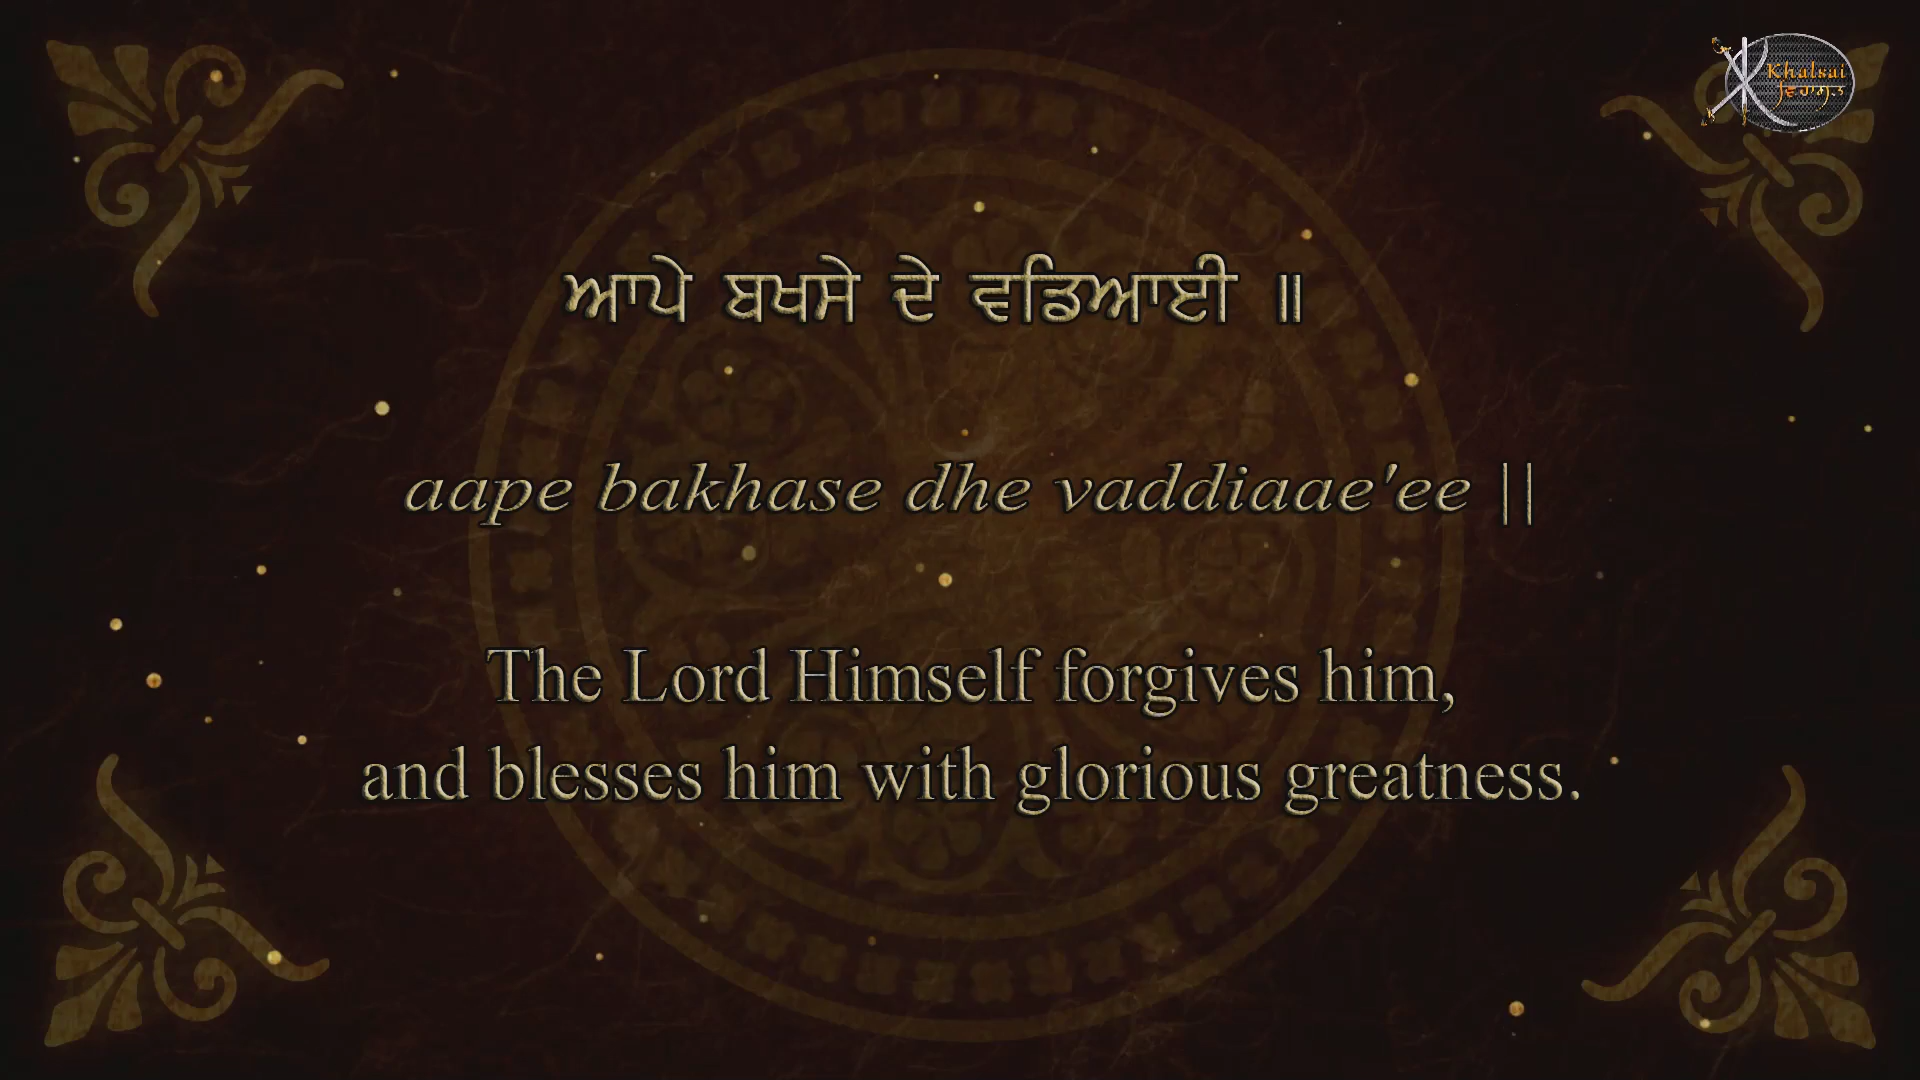 Khalsai
ਵਿਰਾਸਤ
ਆਪੇ ਬਖਸੇ ਦੇ ਵਡਿਆਈ ॥
aape bakhase dhe vaddiaae'ee ||
The Lord Himself forgives him,
and blesses him with glorious greatness.